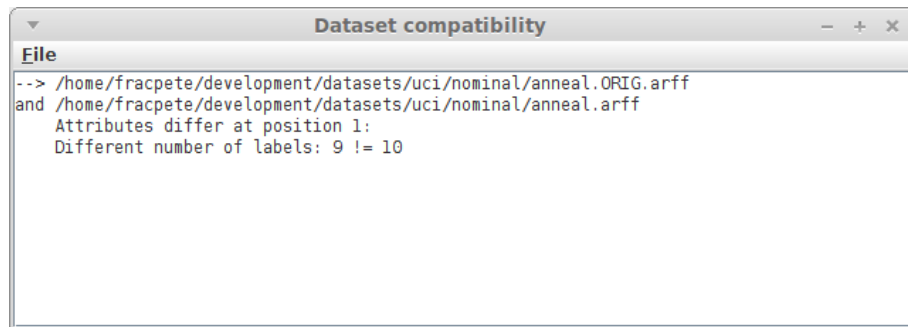 Dataset compatibility
File
--> /home/fracpete/development/datasets/uci/nominal/anneal.ORIG.arff
and /home/fracpete/development/datasets/uci/nominal/anneal.arff
Attributes differ at position 1:
Different number of labels: 9 != 10